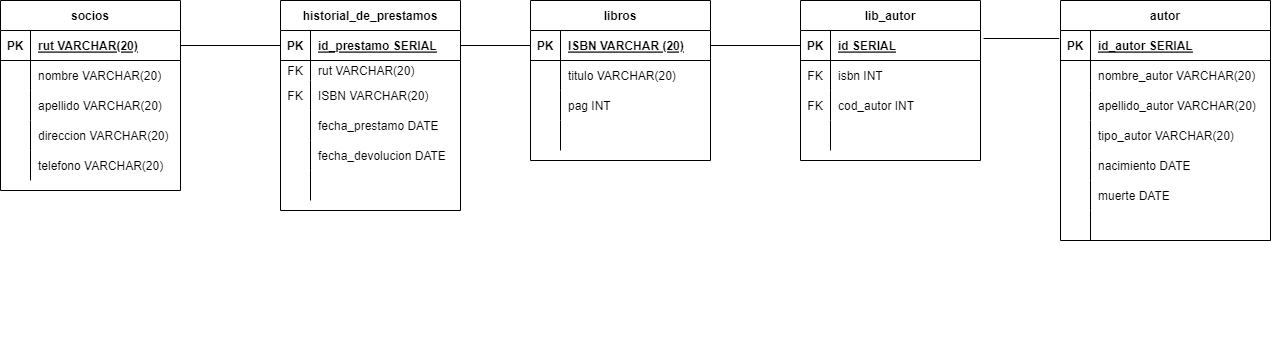 socios
PK rut VARCHAR(20)
nombre VARCHAR(20)
apellido VARCHAR(20)
direccion VARCHAR(20)
telefono VARCHAR(20)
historial_de_prestamos
PK id_prestamo SERIAL
FK rut VARCHAR(20)
FK ISBN VARCHAR(20)
fecha_prestamo DATE
fecha_devolucion DATE
libros
PK ISBN VARCHAR (20)
titulo VARCHAR(20)
pag INT
lib_autor
PK id SERIAL
FK isbn INT
FK cod_autor INT
autor
PK id_autor SERIAL
nombre_autor VARCHAR(20)
apellido_autor VARCHAR(20)
tipo_autor VARCHAR(20)
nacimiento DATE
muerte DATE